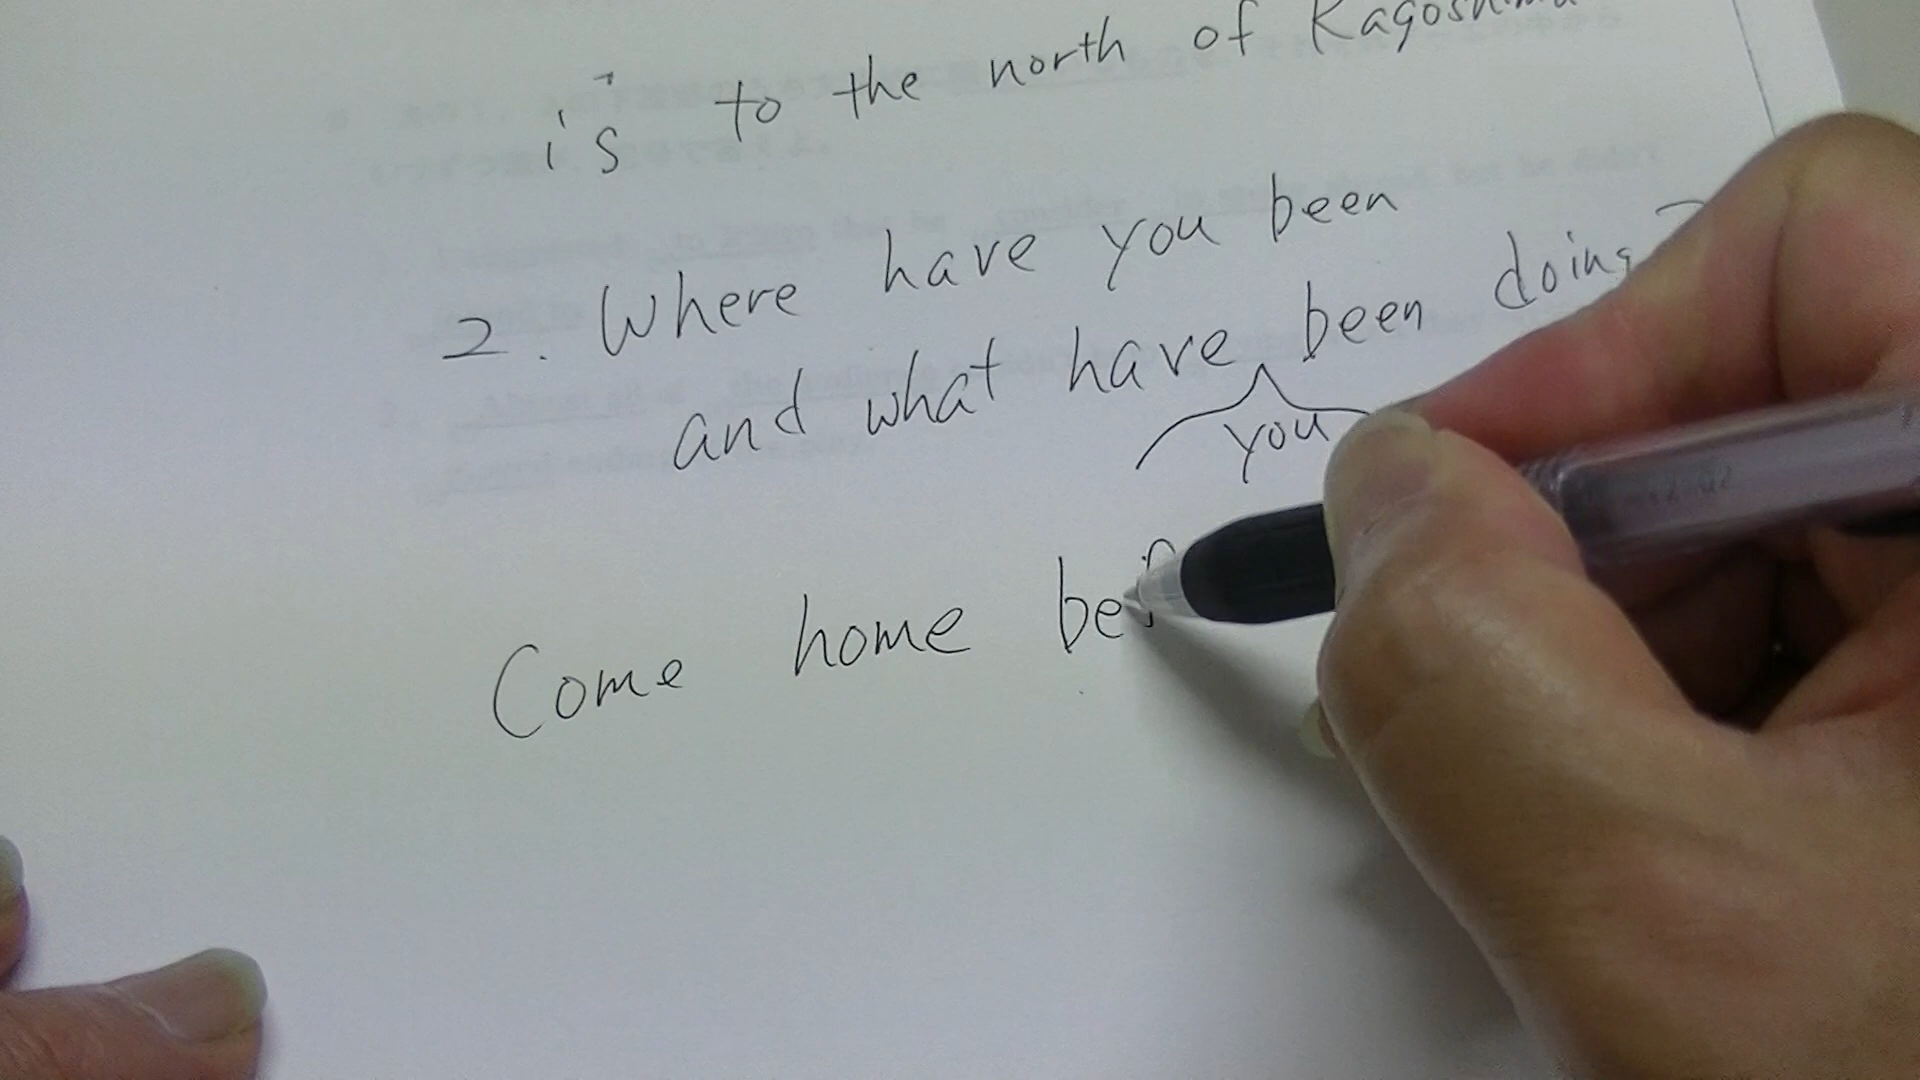 is to the north of Kagoshima
2. Where have you been
and what have been doing?
you
Come home bef